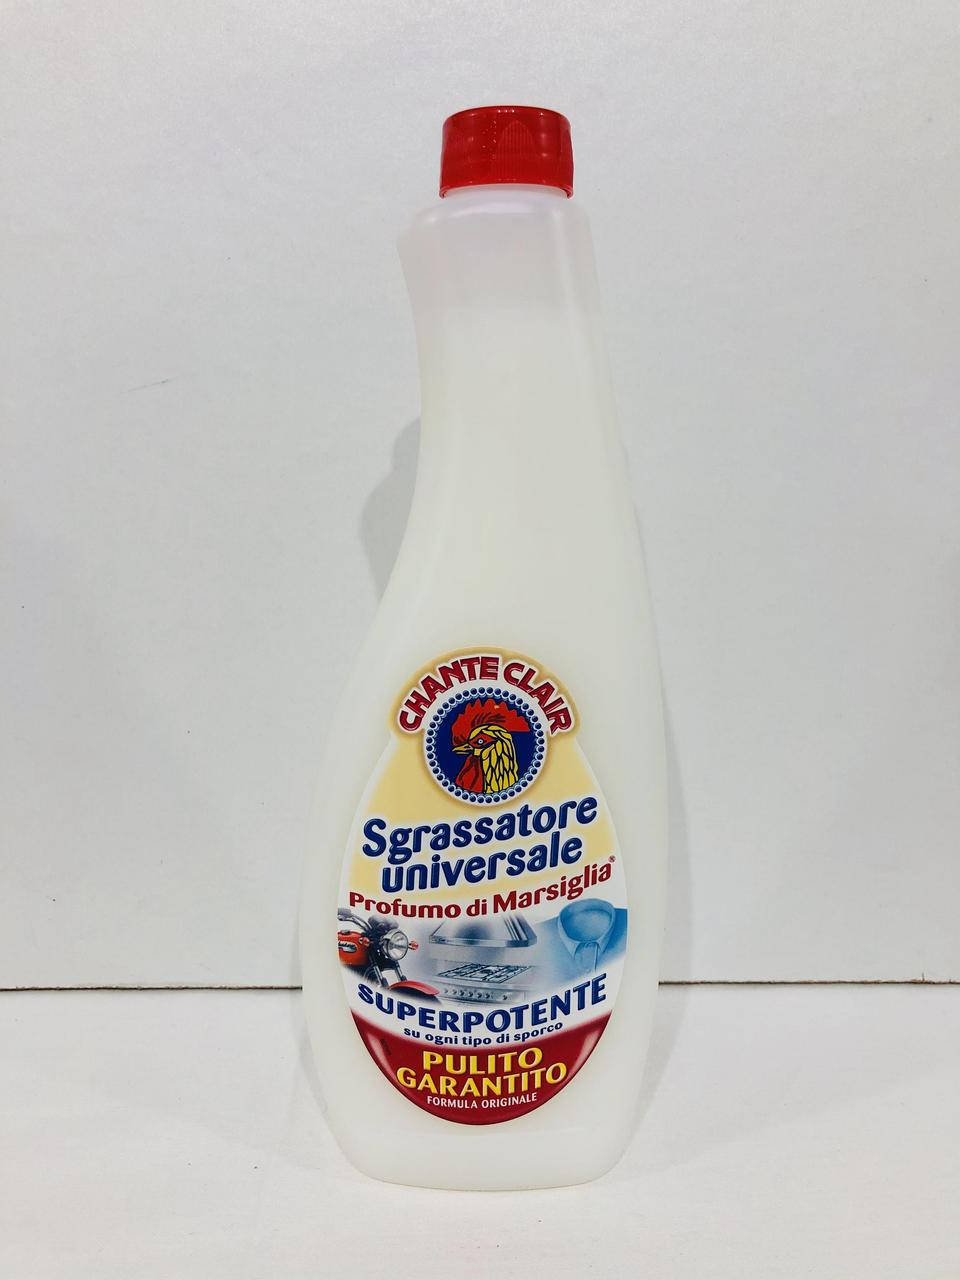 CHANTE CLAIR
Sgrassatore
universale
Profumo di Marsiglia®
SUPERPOTENTE
su ogni tipo di sporco
PULITO
GARANTITO
FORMULA ORIGINALE